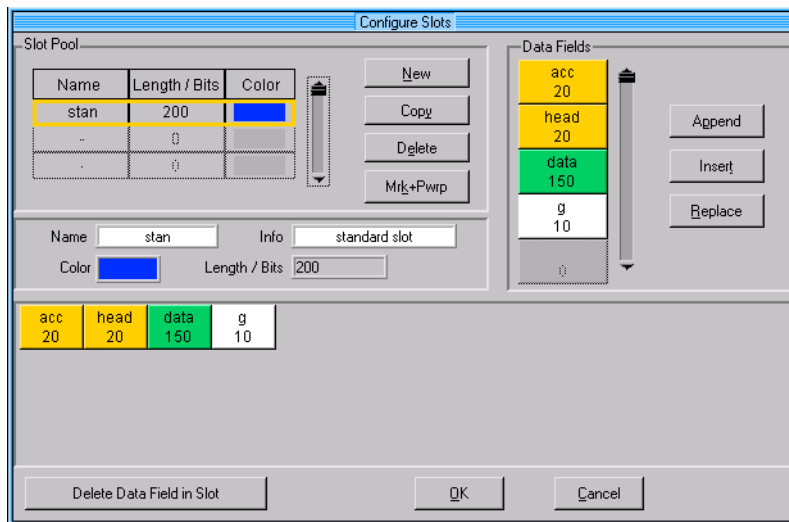 Configure Slots
Slot Pool
Name Length / Bits Color
stan 200
- 0
- 0
New
Copy
Delete
Mrk+Pwrp
Data Fields
acc
20
head
20
data
150
g
10
0
Append
Insert
Replace
Name stan Info standard slot
Color Length / Bits 200
acc head data g
20 20 150 10
Delete Data Field in Slot OK Cancel